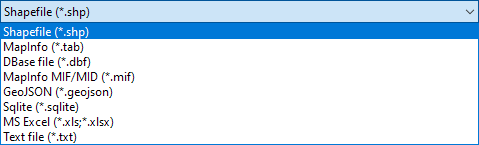 Shapefile (*.shp)
Shapefile (*.shp)
MapInfo (*.tab)
DBase file (*.dbf)
MapInfo MIF/MID (*.mif)
GeoJSON (*.geojson)
Sqlite (*.sqlite)
MS Excel (*.xls;*.xlsx)
Text file (*.txt)